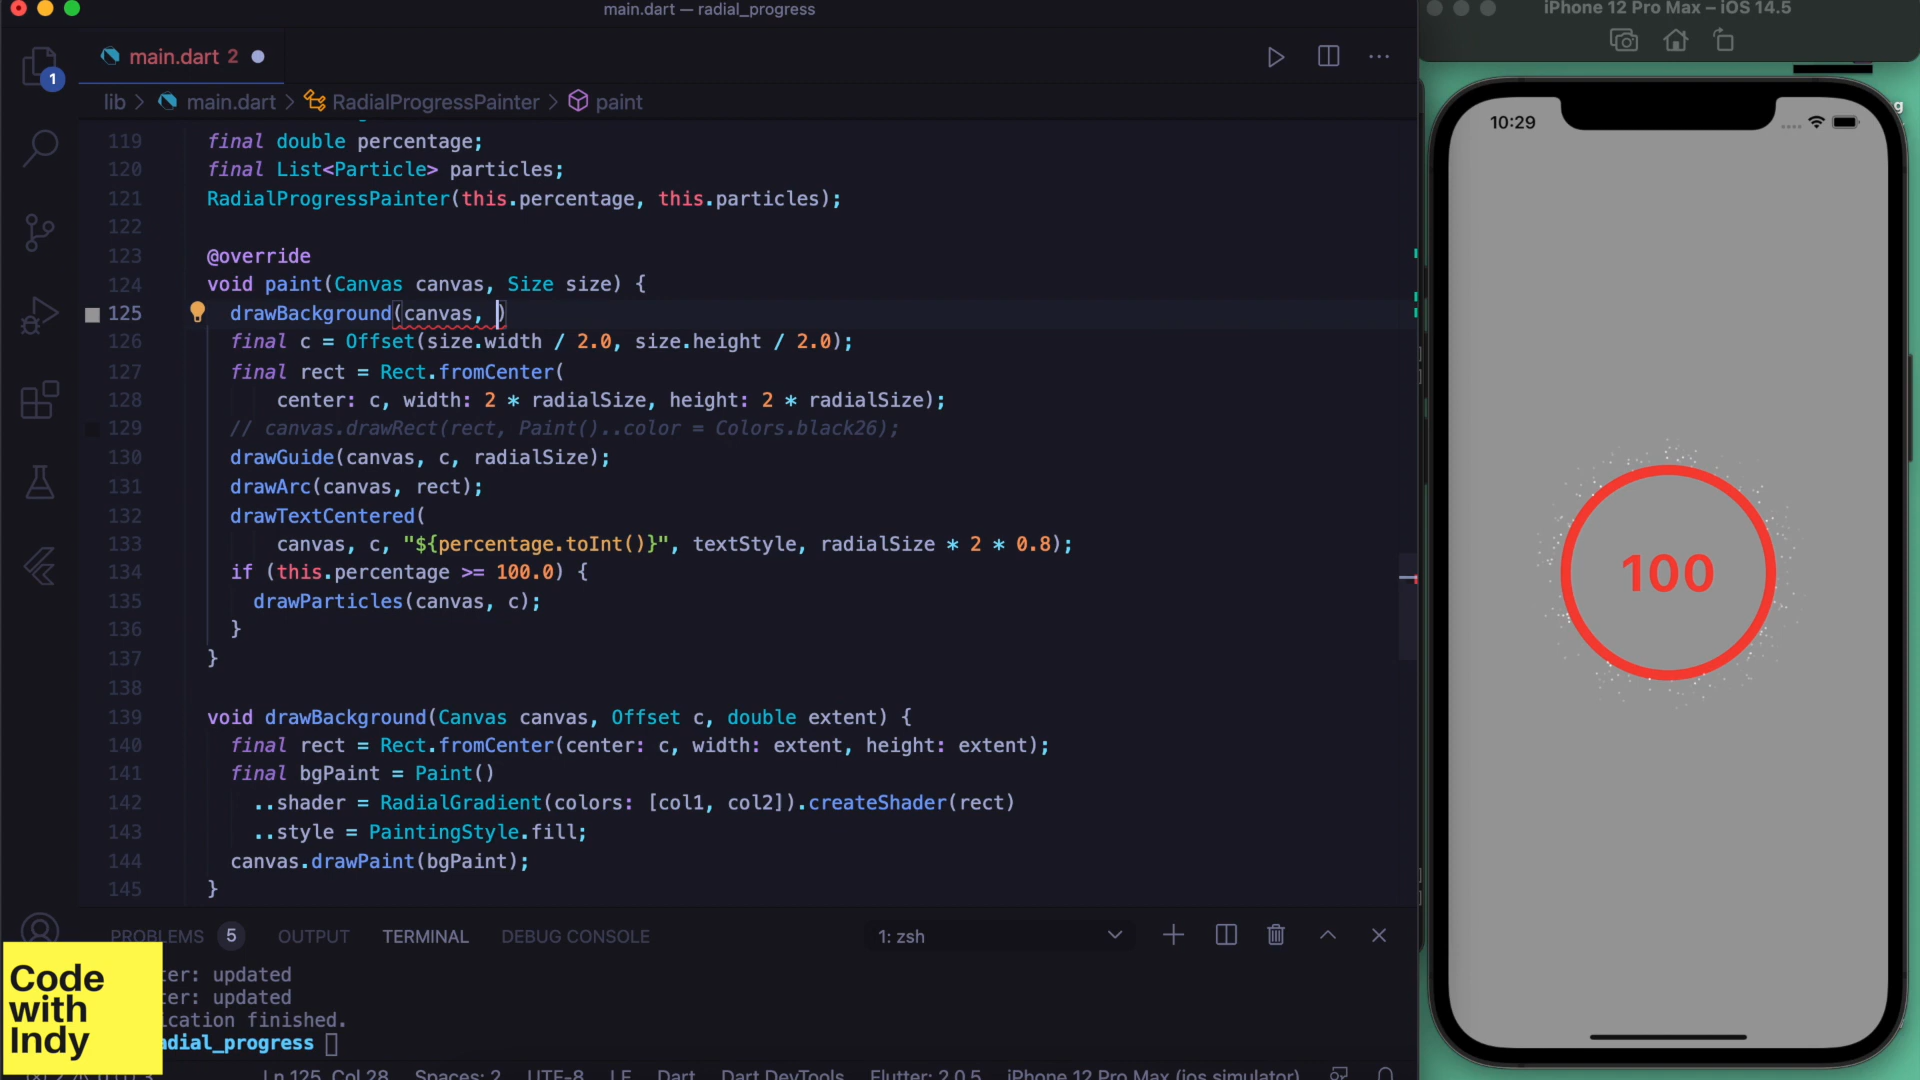 main.dart — radial_progress
iPhone 12 Pro Max – iOS 14.5
main.dart 2
1
lib > main.dart > RadialProgressPainter > paint
119 final double percentage;
120 final List<Particle> particles;
121 RadialProgressPainter(this.percentage, this.particles);
122
123 @override
124 void paint(Canvas canvas, Size size) {
125 drawBackground(canvas, )
126 final c = Offset(size.width / 2.0, size.height / 2.0);
127 final rect = Rect.fromCenter(
128 center: c, width: 2 * radialSize, height: 2 * radialSize);
129 // canvas.drawRect(rect, Paint()..color = Colors.black26);
130 drawGuide(canvas, c, radialSize);
131 drawArc(canvas, rect);
132 drawTextCentered(
133 canvas, c, "${percentage.toInt()}", textStyle, radialSize * 2 * 0.8);
134 if (this.percentage >= 100.0) {
135 drawParticles(canvas, c);
136 }
137 }
138
139 void drawBackground(Canvas canvas, Offset c, double extent) {
140 final rect = Rect.fromCenter(center: c, width: extent, height: extent);
141 final bgPaint = Paint()
142 ..shader = RadialGradient(colors: [col1, col2]).createShader(rect)
143 ..style = PaintingStyle.fill;
144 canvas.drawPaint(bgPaint);
145 }
PROBLEMS 5 OUTPUT TERMINAL DEBUG CONSOLE 1: zsh
ter: updated
ter: updated
ication finished.
adial_progress
Ln 125, Col 28 Spaces: 2 UTF-8 LF Dart Dart DevTools Flutter: 2.0.5 iPhone 12 Pro Max (ios simulator)
Code
with
Indy
10:29
g
100